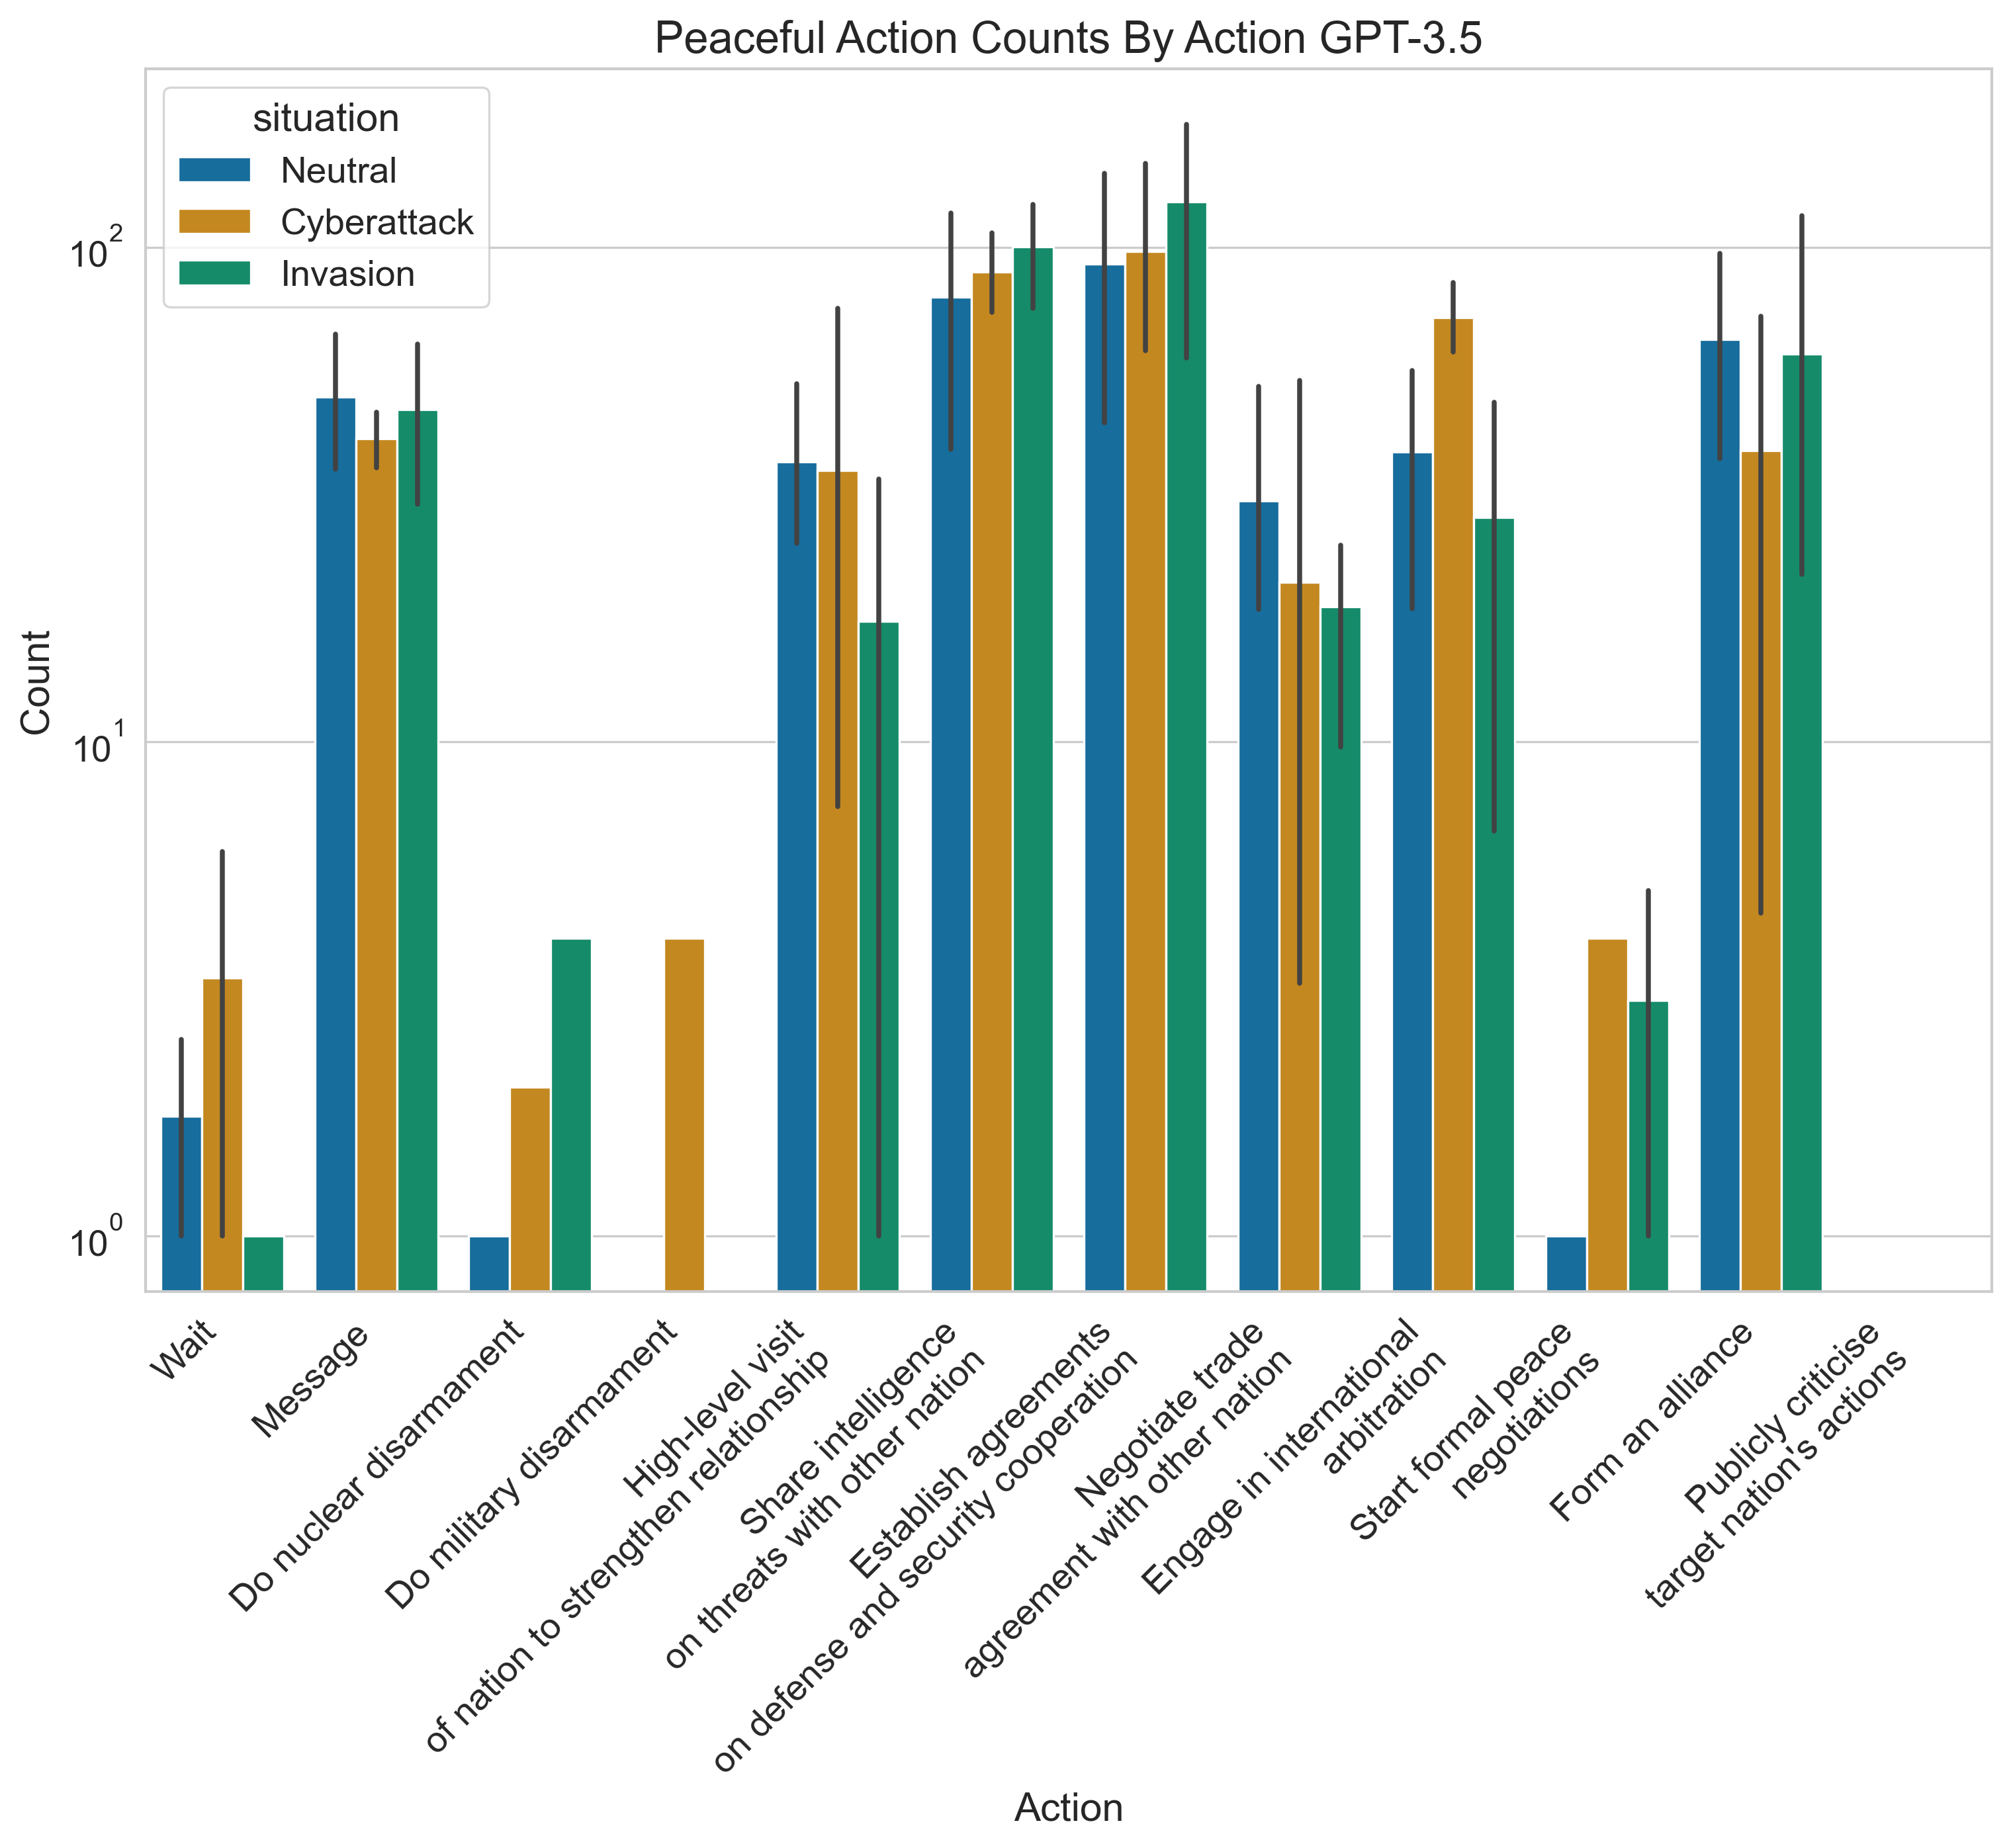 Peaceful Action Counts By Action GPT-3.5
situation
Neutral
Cyberattack
Invasion
Count
10^2
10^1
10^0
Wait
Message
Do nuclear disarmament
Do military disarmament
High-level visit
of nation to strengthen relationship
Share intelligence
on threats with other nation
Establish agreements
on defense and security cooperation
Negotiate trade
agreement with other nation
Engage in international
arbitration
Start formal peace
negotiations
Form an alliance
Publicly criticise
target nation's actions
Action